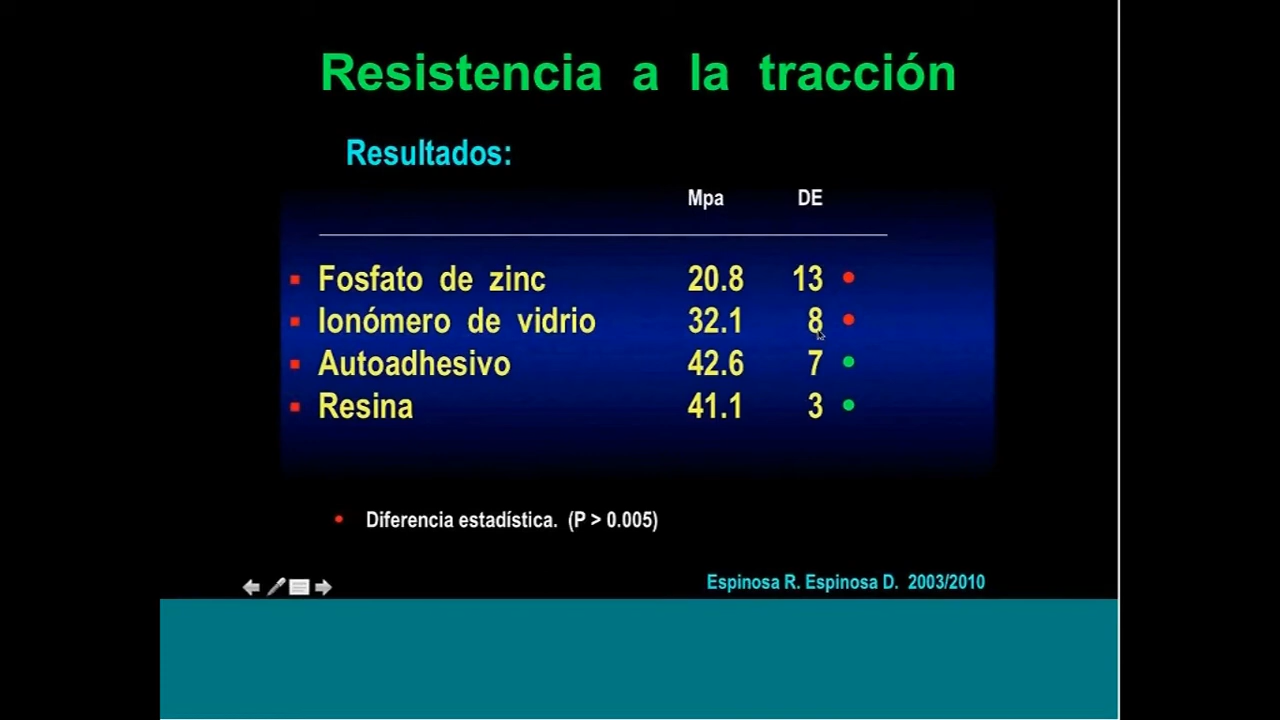 Resistencia a la tracción
Resultados:
Mpa DE
Fosfato de zinc 20.8 13
Ionómero de vidrio 32.1 8
Autoadhesivo 42.6 7
Resina 41.1 3
Diferencia estadística. (P > 0.005)
Espinosa R. Espinosa D. 2003/2010